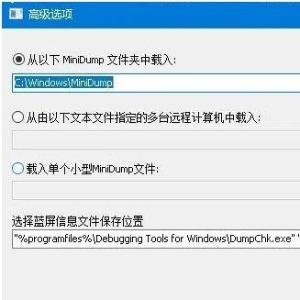 高级选项
从以下 MiniDump 文件夹中载入:
C:\Windows\MiniDump
从由以下文本文件指定的多台远程计算机中载入:
载入单个小型MiniDump文件:
选择蓝屏信息文件保存位置
"%programfiles%\Debugging Tools for Windows\DumpChk.exe" "